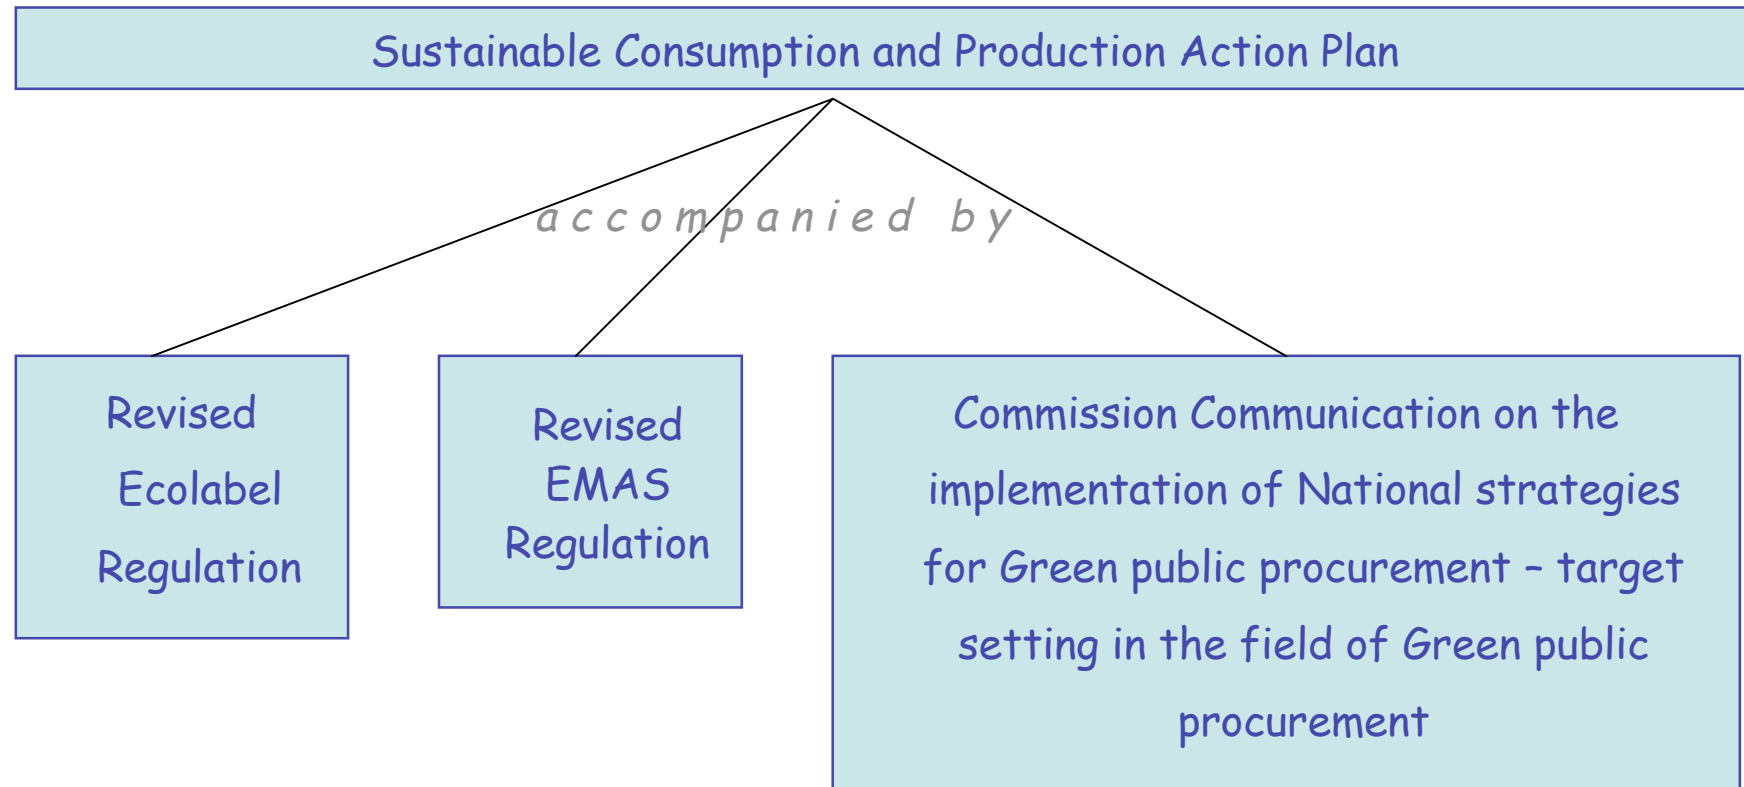 Sustainable Consumption and Production Action Plan
accompanied by
Revised
Ecolabel
Regulation
Revised
EMAS
Regulation
Commission Communication on the
implementation of National strategies
for Green public procurement – target
setting in the field of Green public
procurement